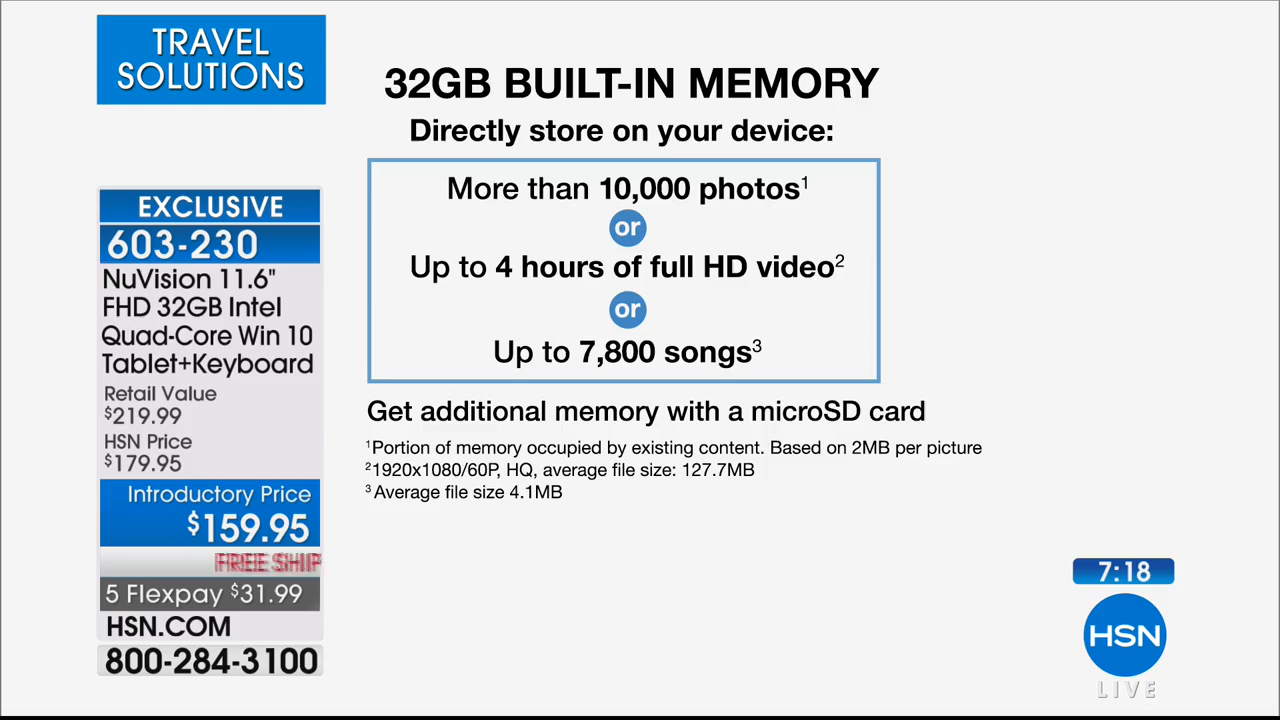 TRAVEL
SOLUTIONS
32GB BUILT-IN MEMORY
Directly store on your device:
More than 10,000 photos1
or
Up to 4 hours of full HD video2
or
Up to 7,800 songs3
Get additional memory with a microSD card
1Portion of memory occupied by existing content. Based on 2MB per picture
21920x1080/60P, HQ, average file size: 127.7MB
3 Average file size 4.1MB
EXCLUSIVE
603-230
NuVision 11.6"
FHD 32GB Intel
Quad-Core Win 10
Tablet+Keyboard
Retail Value
$219.99
HSN Price
$179.95
Introductory Price
$159.95
FREE SHIP
5 Flexpay $31.99
HSN.COM
800-284-3100
7:18
HSN
LIVE